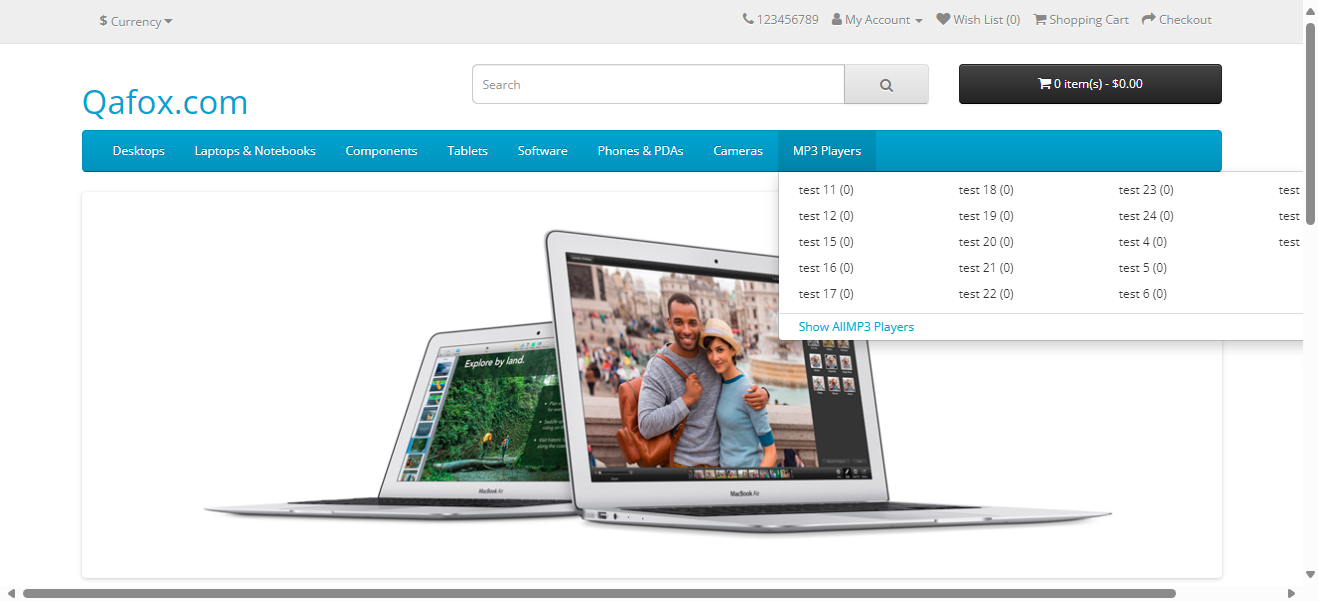 $ Currency
123456789 My Account Wish List (0) Shopping Cart Checkout
Qafox.com
Search
0 item(s) - $0.00
Desktops Laptops & Notebooks Components Tablets Software Phones & PDAs Cameras MP3 Players
test 11 (0) test 18 (0) test 23 (0) test
test 12 (0) test 19 (0) test 24 (0) test
test 15 (0) test 20 (0) test 4 (0) test
test 16 (0) test 21 (0) test 5 (0)
test 17 (0) test 22 (0) test 6 (0)
Show AllMP3 Players
Explore by land.
MacBook Air
MacBook Air